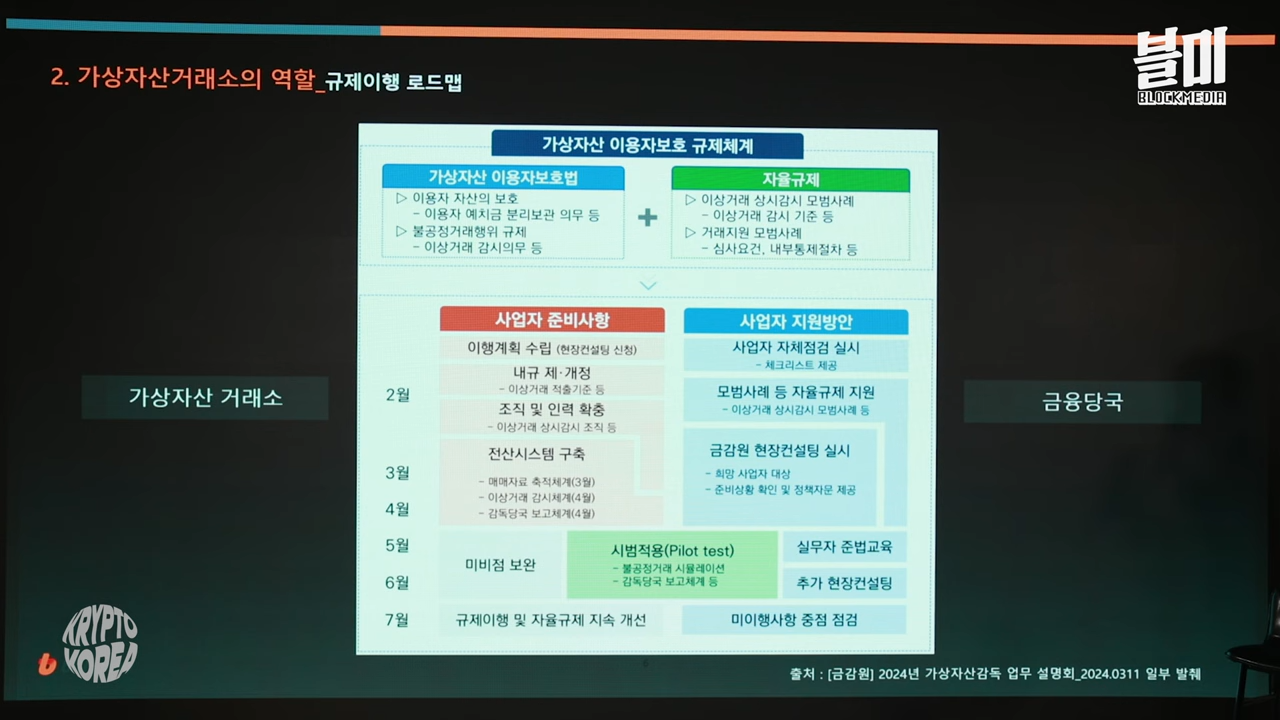 블미
BLOCKMEDIA
2. 가상자산거래소의 역할_규제이행 로드맵
가상자산 이용자보호 규제체계
가상자산 이용자보호법
▷ 이용자 자산의 보호
- 이용자 예치금 분리보관 의무 등
▷ 불공정거래행위 규제
- 이상거래 감시의무 등
+
자율규제
▷ 이상거래 상시감시 모범사례
- 이상거래 감시 기준 등
▷ 거래지원 모범사례
- 심사요건, 내부통제절차 등
가상자산 거래소
사업자 준비사항
이행계획 수립 (현장컨설팅 신청)
2월
내규 제·개정
- 이상거래 적출기준 등
조직 및 인력 확충
- 이상거래 상시감시 조직 등
3월
4월
전산시스템 구축
- 매매자료 축적체계(3월)
- 이상거래 감시체계(4월)
- 감독당국 보고체계(4월)
사업자 지원방안
사업자 자체점검 실시
- 체크리스트 제공
모범사례 등 자율규제 지원
- 이상거래 상시감시 모범사례 등
금감원 현장컨설팅 실시
- 희망 사업자 대상
- 준비상황 확인 및 정책자문 제공
금융당국
5월
6월
미비점 보완
시범적용(Pilot test)
- 불공정거래 시뮬레이션
- 감독당국 보고체계 등
실무자 준법교육
추가 현장컨설팅
7월
규제이행 및 자율규제 지속 개선
미이행사항 중점 점검
KRYPTO
KOREA
b
출처 : [금감원] 2024년 가상자산감독 업무 설명회_2024.0311 일부 발췌